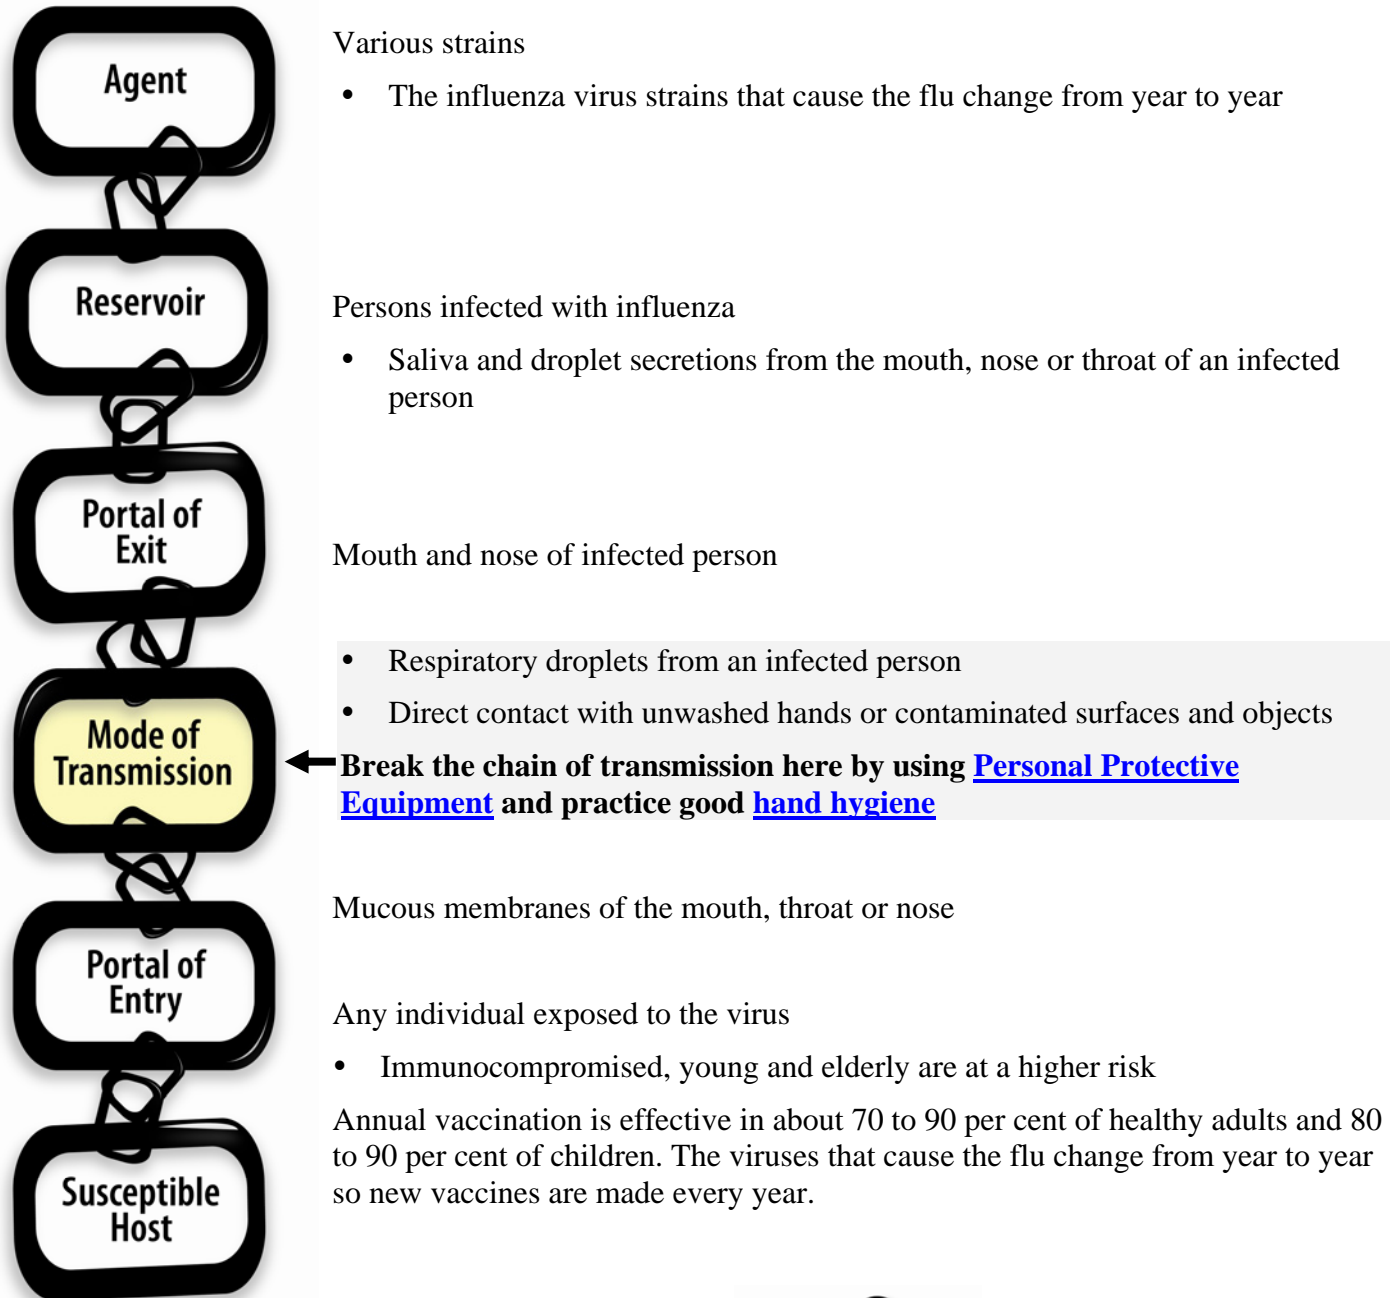 Agent
Various strains
• The influenza virus strains that cause the flu change from year to year
Reservoir
Persons infected with influenza
• Saliva and droplet secretions from the mouth, nose or throat of an infected
person
Portal of
Exit
Mouth and nose of infected person
Mode of
Transmission
• Respiratory droplets from an infected person
• Direct contact with unwashed hands or contaminated surfaces and objects
Break the chain of transmission here by using Personal Protective
Equipment and practice good hand hygiene
Portal of
Entry
Mucous membranes of the mouth, throat or nose
Susceptible
Host
Any individual exposed to the virus
• Immunocompromised, young and elderly are at a higher risk
Annual vaccination is effective in about 70 to 90 per cent of healthy adults and 80
to 90 per cent of children. The viruses that cause the flu change from year to year
so new vaccines are made every year.